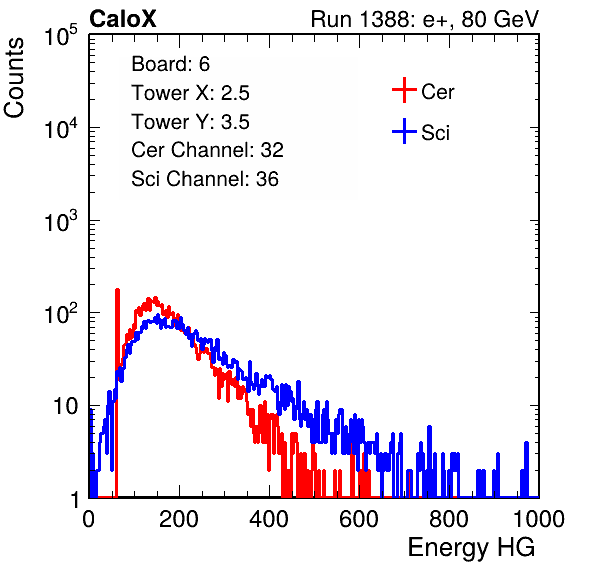 CaloX Run 1388: e+, 80 GeV
Counts
10^5
10^4
10^3
10^2
10
1
Board: 6
Tower X: 2.5
Tower Y: 3.5
Cer Channel: 32
Sci Channel: 36
Cer
Sci
0 200 400 600 800 1000
Energy HG